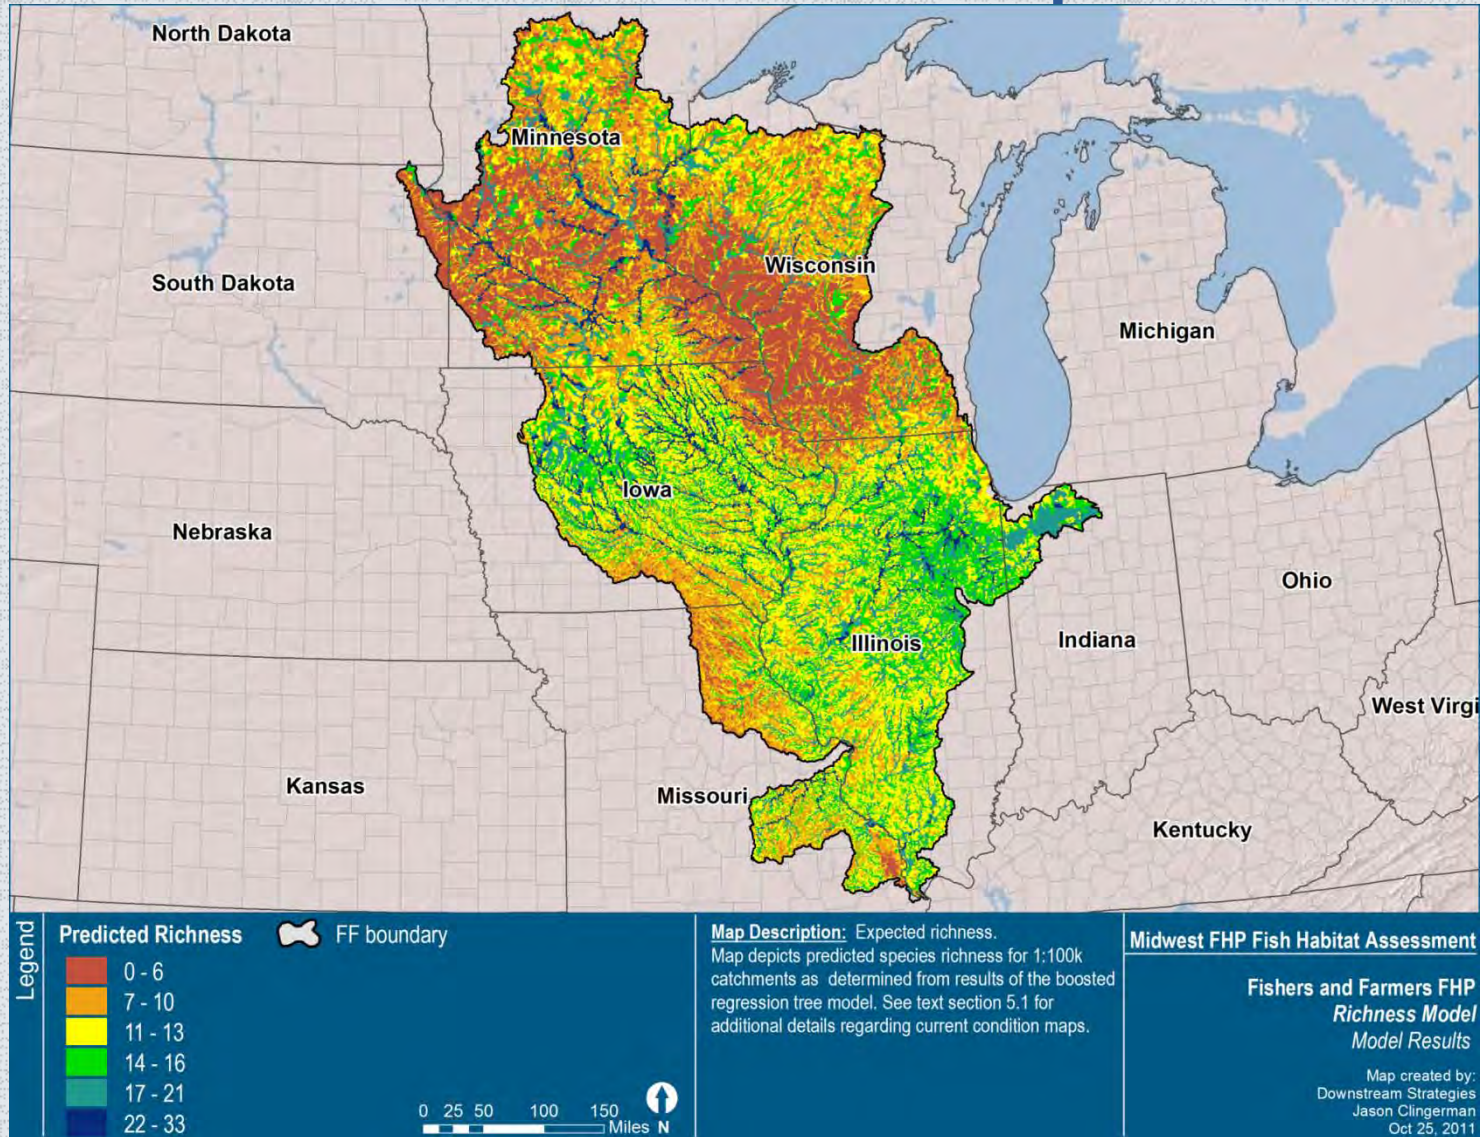 North Dakota
Minnesota
South Dakota
Wisconsin
Michigan
Iowa
Nebraska
Ohio
Illinois
Indiana
West Virgi
Kansas
Missouri
Kentucky
Legend
Predicted Richness
FF boundary
0 - 6
7 - 10
11 - 13
14 - 16
17 - 21
22 - 33
0 25 50 100 150
Miles N
Map Description: Expected richness.
Map depicts predicted species richness for 1:100k
catchments as determined from results of the boosted
regression tree model. See text section 5.1 for
additional details regarding current condition maps.
Midwest FHP Fish Habitat Assessment
Fishers and Farmers FHP
Richness Model
Model Results
Map created by:
Downstream Strategies
Jason Clingerman
Oct 25, 2011